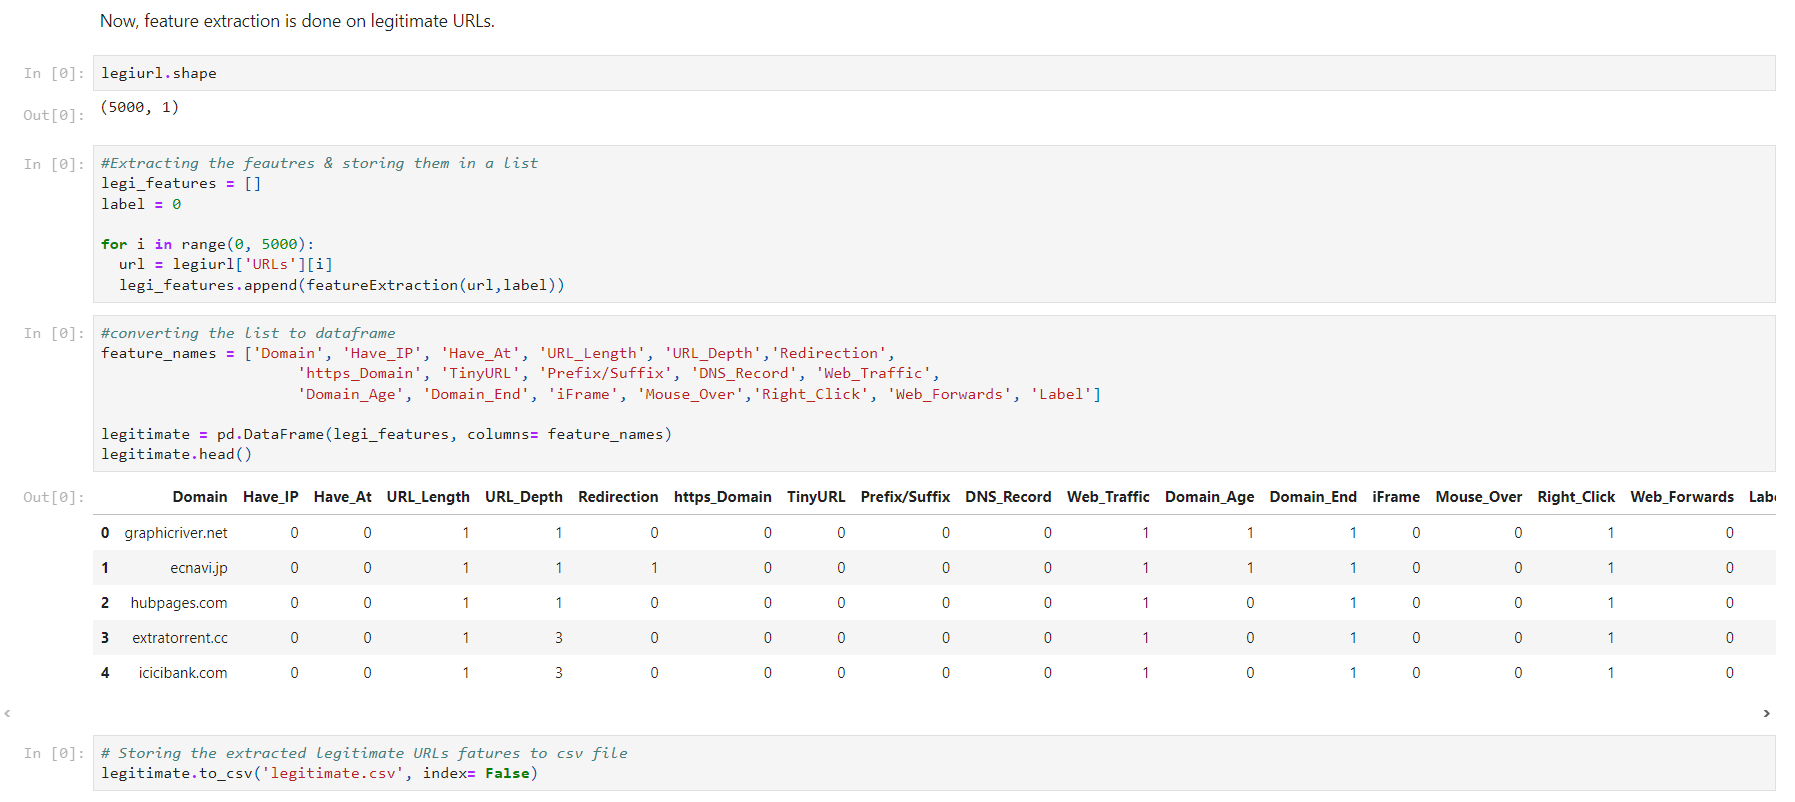 Now, feature extraction is done on legitimate URLs.
In [0]: legiurl.shape
Out[0]: (5000, 1)
In [0]: #Extracting the feautres & storing them in a list
legi_features = []
label = 0
for i in range(0, 5000):
  url = legiurl['URLs'][i]
  legi_features.append(featureExtraction(url,label))
In [0]: #converting the list to dataframe
feature_names = ['Domain', 'Have_IP', 'Have_At', 'URL_Length', 'URL_Depth','Redirection',
                      'https_Domain', 'TinyURL', 'Prefix/Suffix', 'DNS_Record', 'Web_Traffic',
                      'Domain_Age', 'Domain_End', 'iFrame', 'Mouse_Over','Right_Click', 'Web_Forwards', 'Label']
legitimate = pd.DataFrame(legi_features, columns= feature_names)
legitimate.head()
Out[0]: Domain Have_IP Have_At URL_Length URL_Depth Redirection https_Domain TinyURL Prefix/Suffix DNS_Record Web_Traffic Domain_Age Domain_End iFrame Mouse_Over Right_Click Web_Forwards Labe
0 graphicriver.net 0 0 1 1 0 0 0 0 0 1 1 1 0 0 1 0
1 ecnavi.jp 0 0 1 1 1 0 0 0 0 1 1 1 0 0 1 0
2 hubpages.com 0 0 1 1 0 0 0 0 0 1 0 1 0 0 1 0
3 extratorrent.cc 0 0 1 3 0 0 0 0 0 1 0 1 0 0 1 0
4 icicibank.com 0 0 1 3 0 0 0 0 0 1 0 1 0 0 1 0
In [0]: # Storing the extracted legitimate URLs fatures to csv file
legitimate.to_csv('legitimate.csv', index= False)